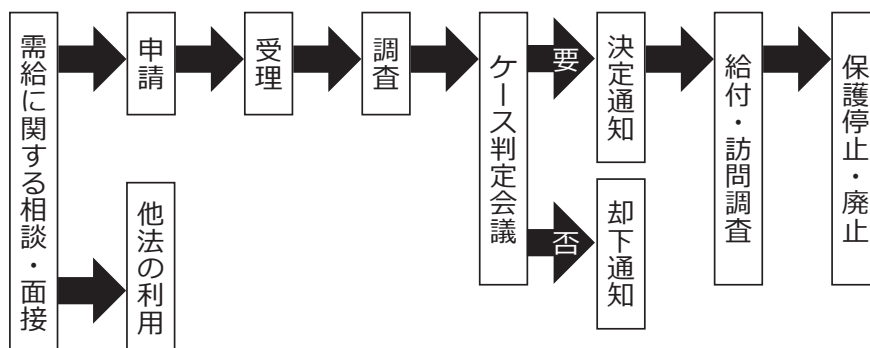 需給に関する相談・面接
申請
受理
調査
ケース判定会議
要
決定通知
給付・訪問調査
保護停止・廃止
他法の利用
否
却下通知